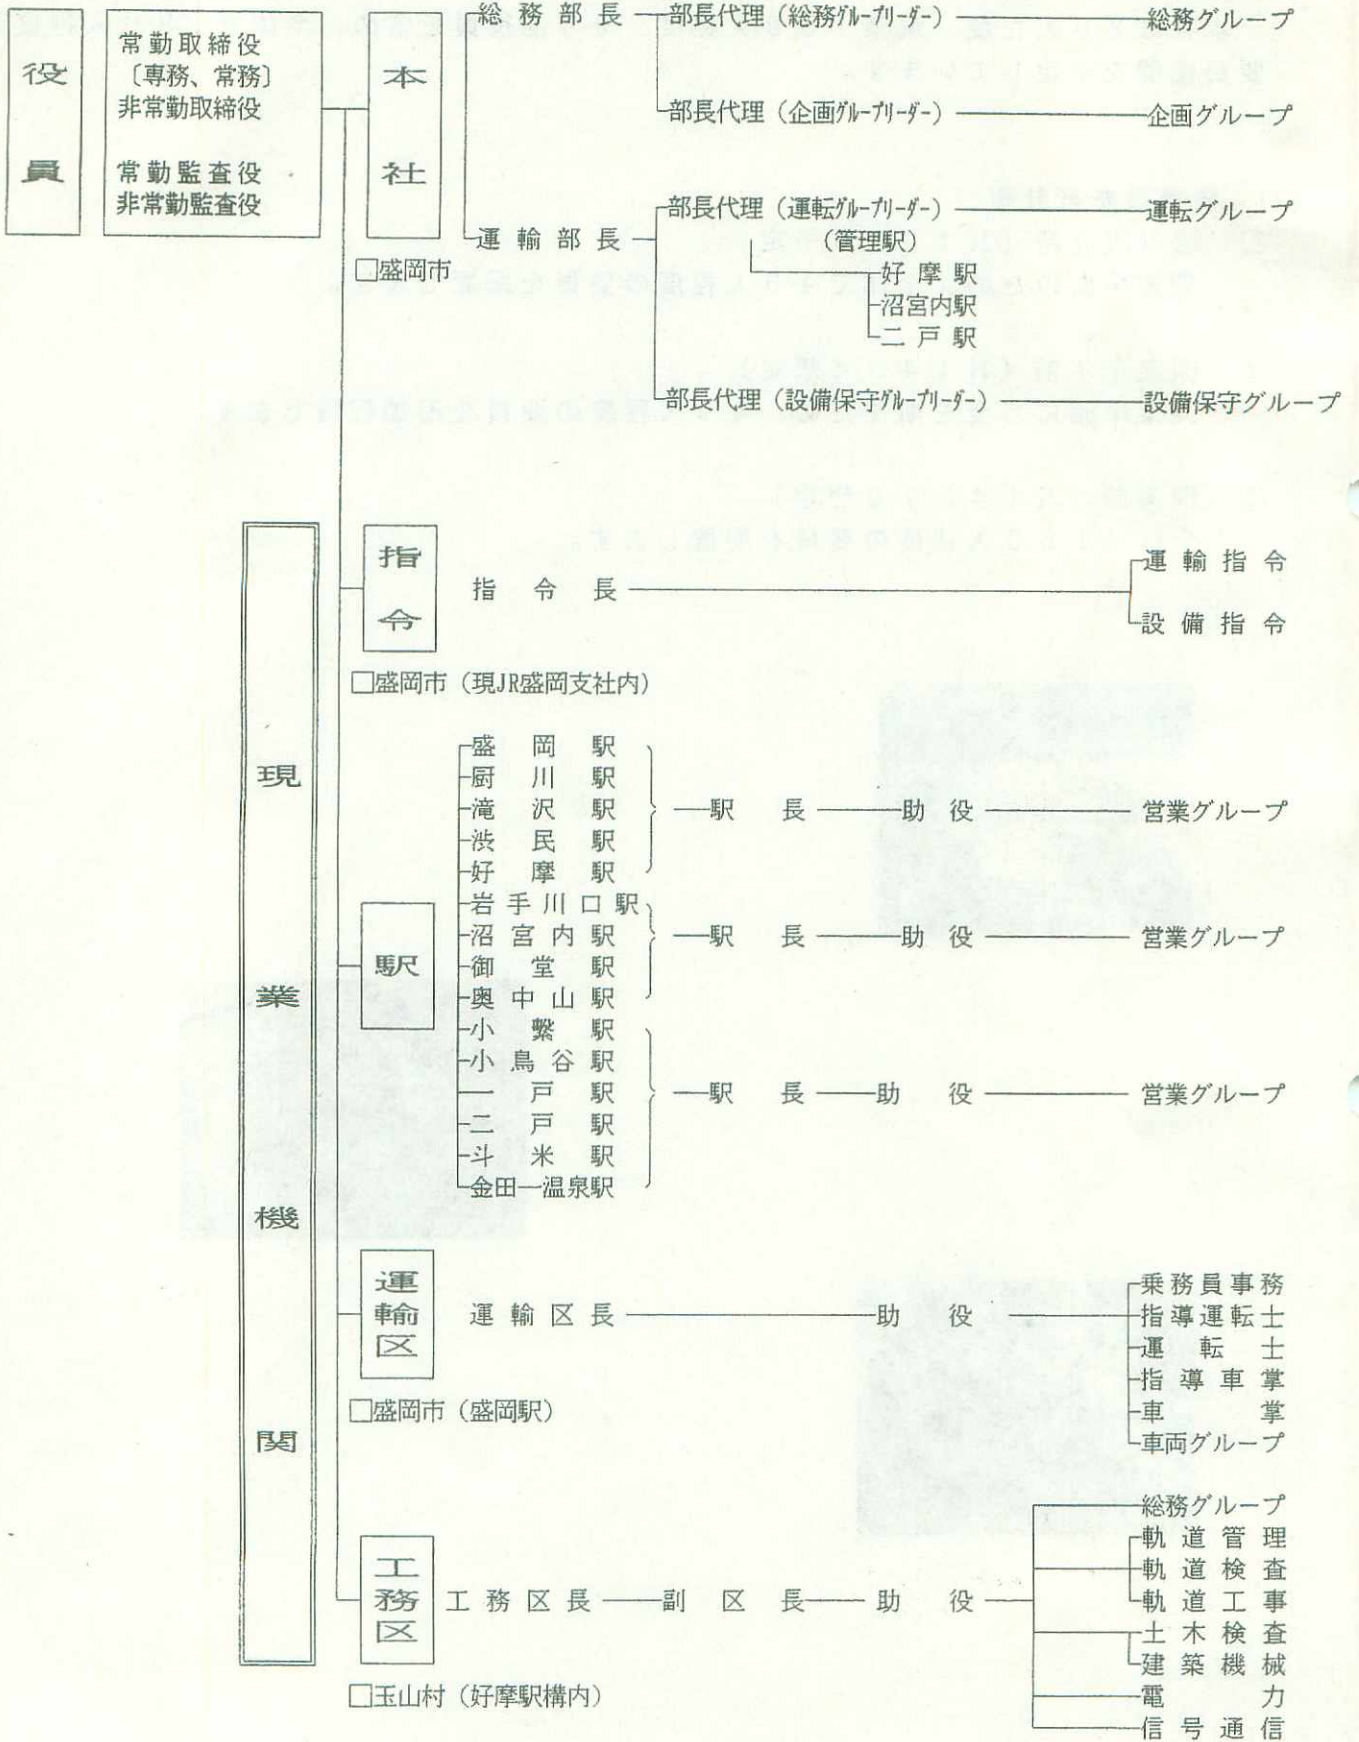 役員
常勤取締役
〔専務、常務〕
非常勤取締役
常勤監査役
非常勤監査役
本社
□盛岡市
総務部長 部長代理（総務グループリーダー） 総務グループ
部長代理（企画グループリーダー） 企画グループ
運輸部長 部長代理（運転グループリーダー） 運転グループ
（管理駅）
好摩駅
沼宮内駅
二戸駅
部長代理（設備保守グループリーダー） 設備保守グループ
現業機関
指令
指令長
運輸指令
設備指令
□盛岡市（現JR盛岡支社内）
駅
盛岡駅
厨川駅
滝沢駅
渋民駅
好摩駅
駅長 助役 営業グループ
岩手川口駅
沼宮内駅
御堂駅
奥中山駅
駅長 助役 営業グループ
小繋駅
小鳥谷駅
一戸駅
二戸駅
斗米駅
金田一温泉駅
駅長 助役 営業グループ
運輸区
運輸区長 助役
乗務員事務
指導運転士
運転士
指導車掌
車掌
車両グループ
□盛岡市（盛岡駅）
工務区
工務区長 副区長 助役
総務グループ
軌道管理
軌道検査
軌道工事
土木検査
建築機械
電力
信号通信
□玉山村（好摩駅構内）